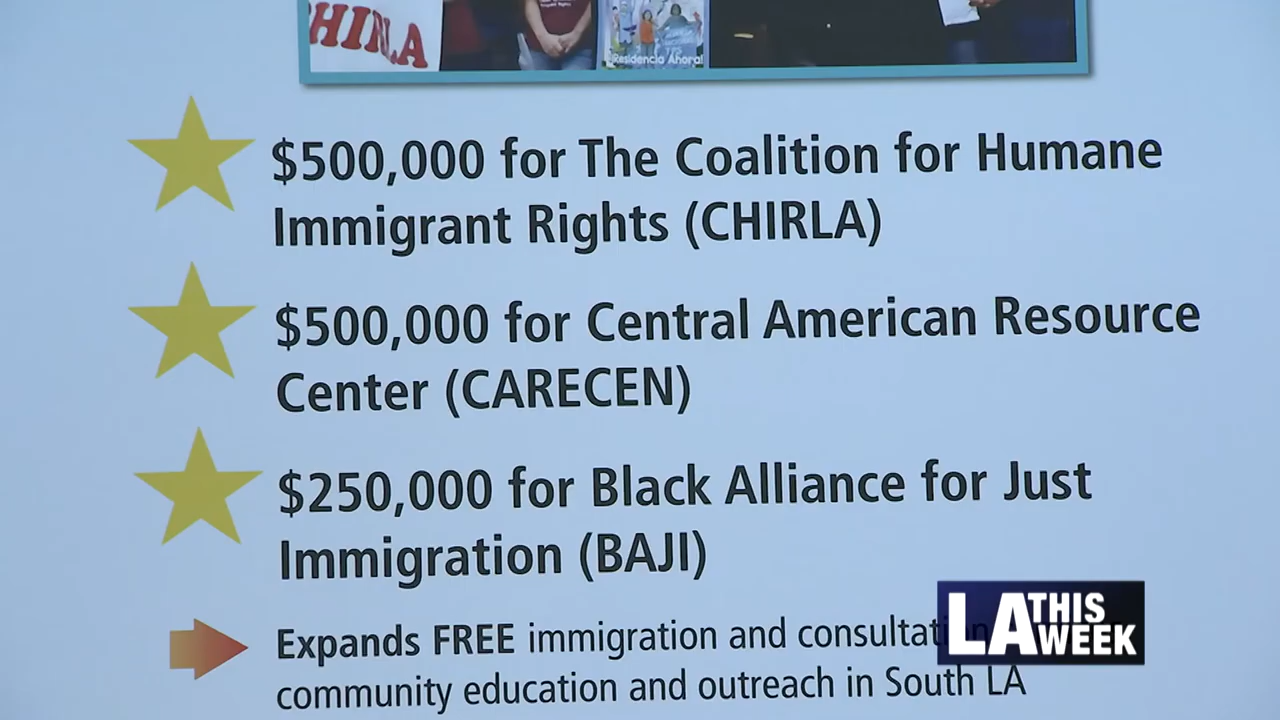 CHIRLA
¡Residencia Ahora!
$500,000 for The Coalition for Humane
Immigrant Rights (CHIRLA)
$500,000 for Central American Resource
Center (CARECEN)
$250,000 for Black Alliance for Just
Immigration (BAJI)
Expands FREE immigration and
community education and outreach in South LA
LA THIS
WEEK